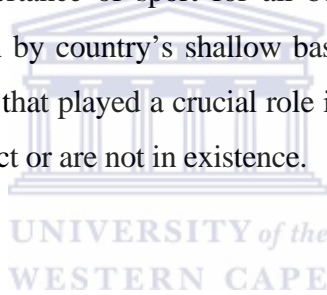 by country's shallow bas
that played a crucial role i
ct or are not in existence.
UNIVERSITY of the
WESTERN CAPE